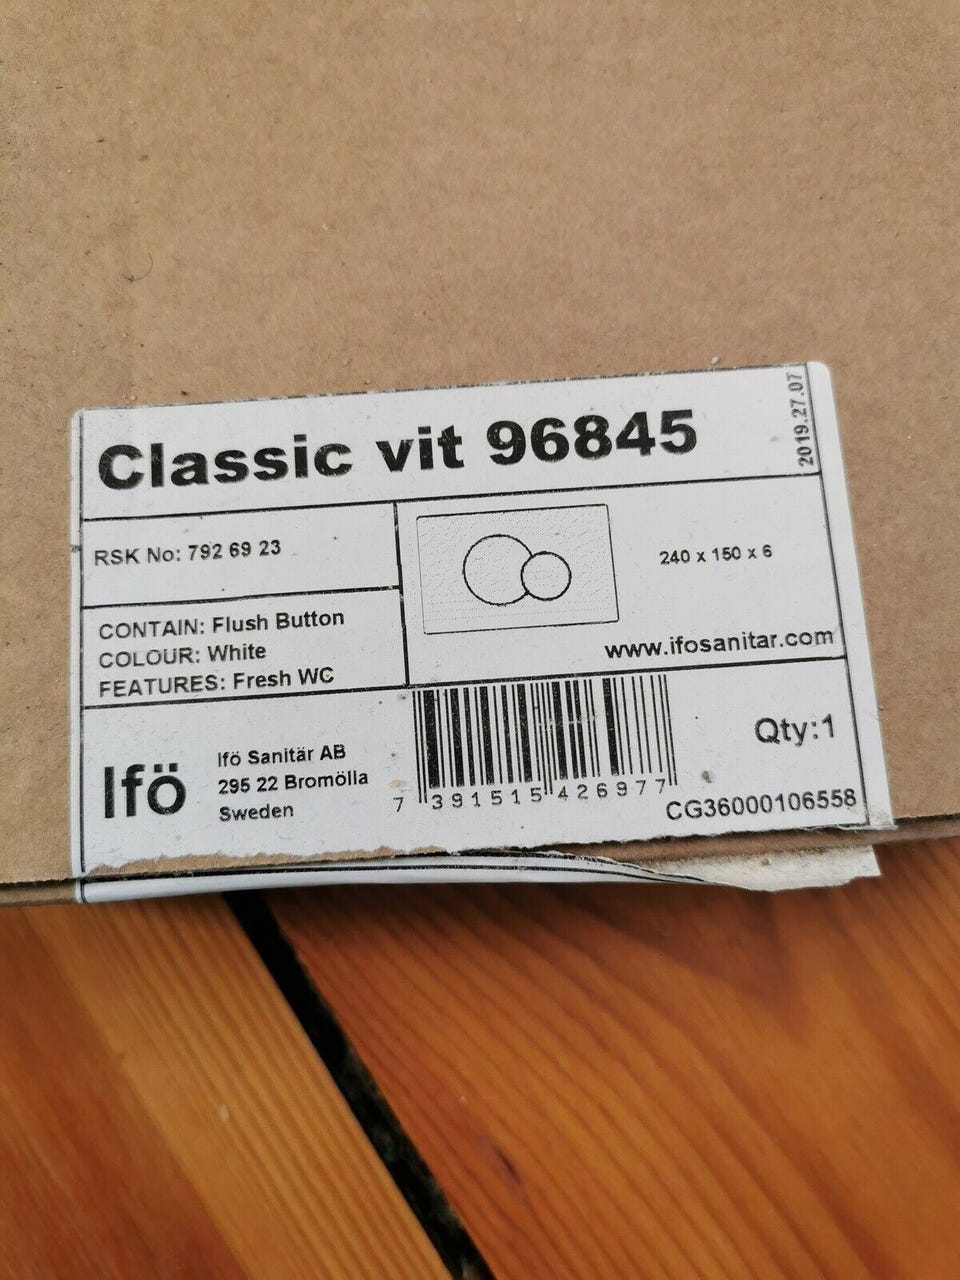 Classic vit 96845
2019.27.07
RSK No: 792 69 23
240 x 150 x 6
CONTAIN: Flush Button
COLOUR: White
FEATURES: Fresh WC
www.ifosanitar.com
Ifö
Ifö Sanitär AB
295 22 Bromölla
Sweden
7 391515 426977
Qty:1
CG36000106558